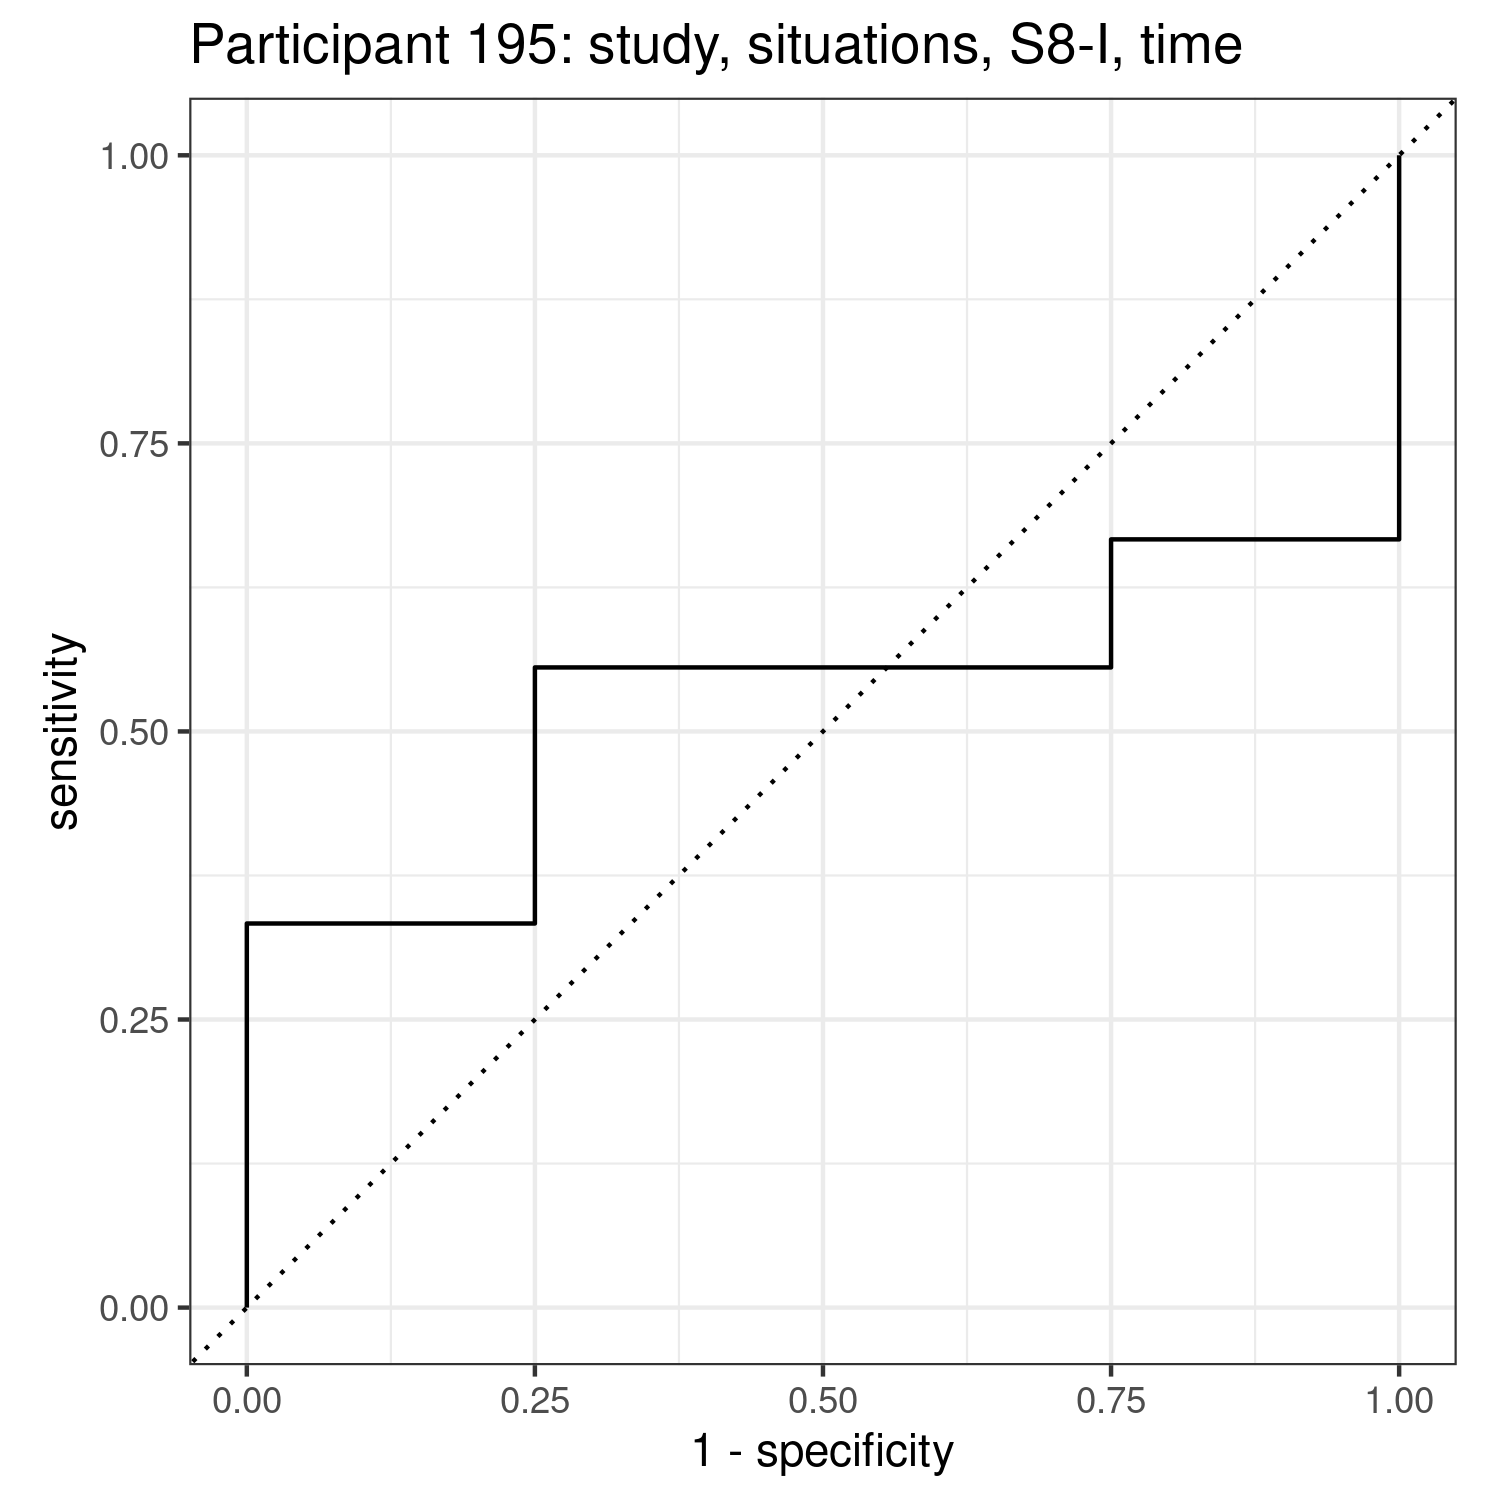 Participant 195: study, situations, S8-I, time
1.00
0.75
0.50
0.25
0.00
sensitivity
0.00 0.25 0.50 0.75 1.00
1 - specificity